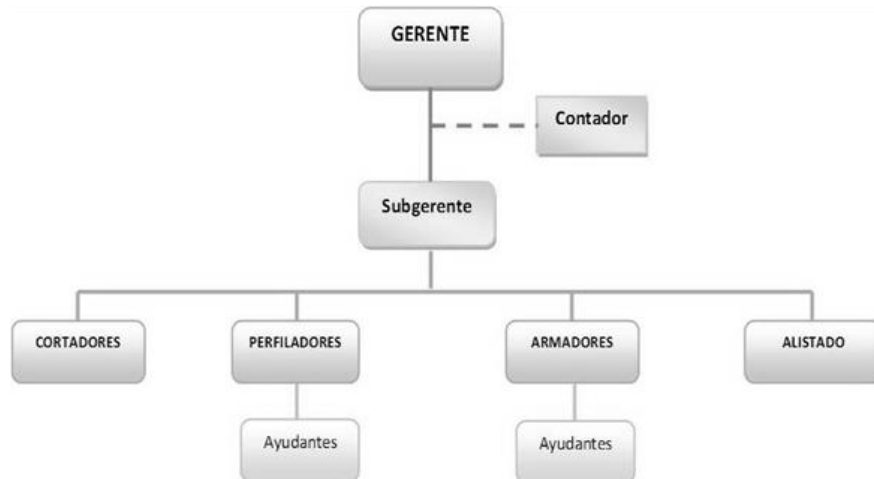 GERENTE
Contador
Subgerente
CORTADORES
PERFILADORES
ARMADORES
ALISTADO
Ayudantes
Ayudantes